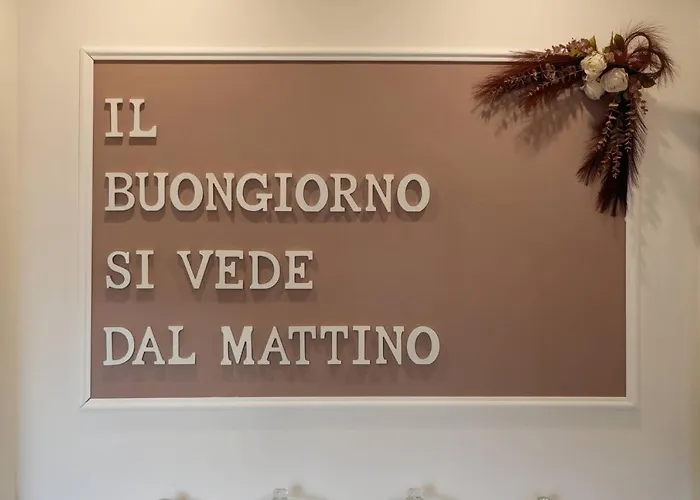 IL
BUONGIORNO
SI VEDE
DAL MATTINO